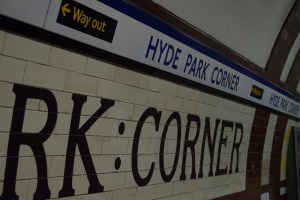 ← Way out
HYDE PARK CORNER
HYDE PARK CORNER
RK:CORNER